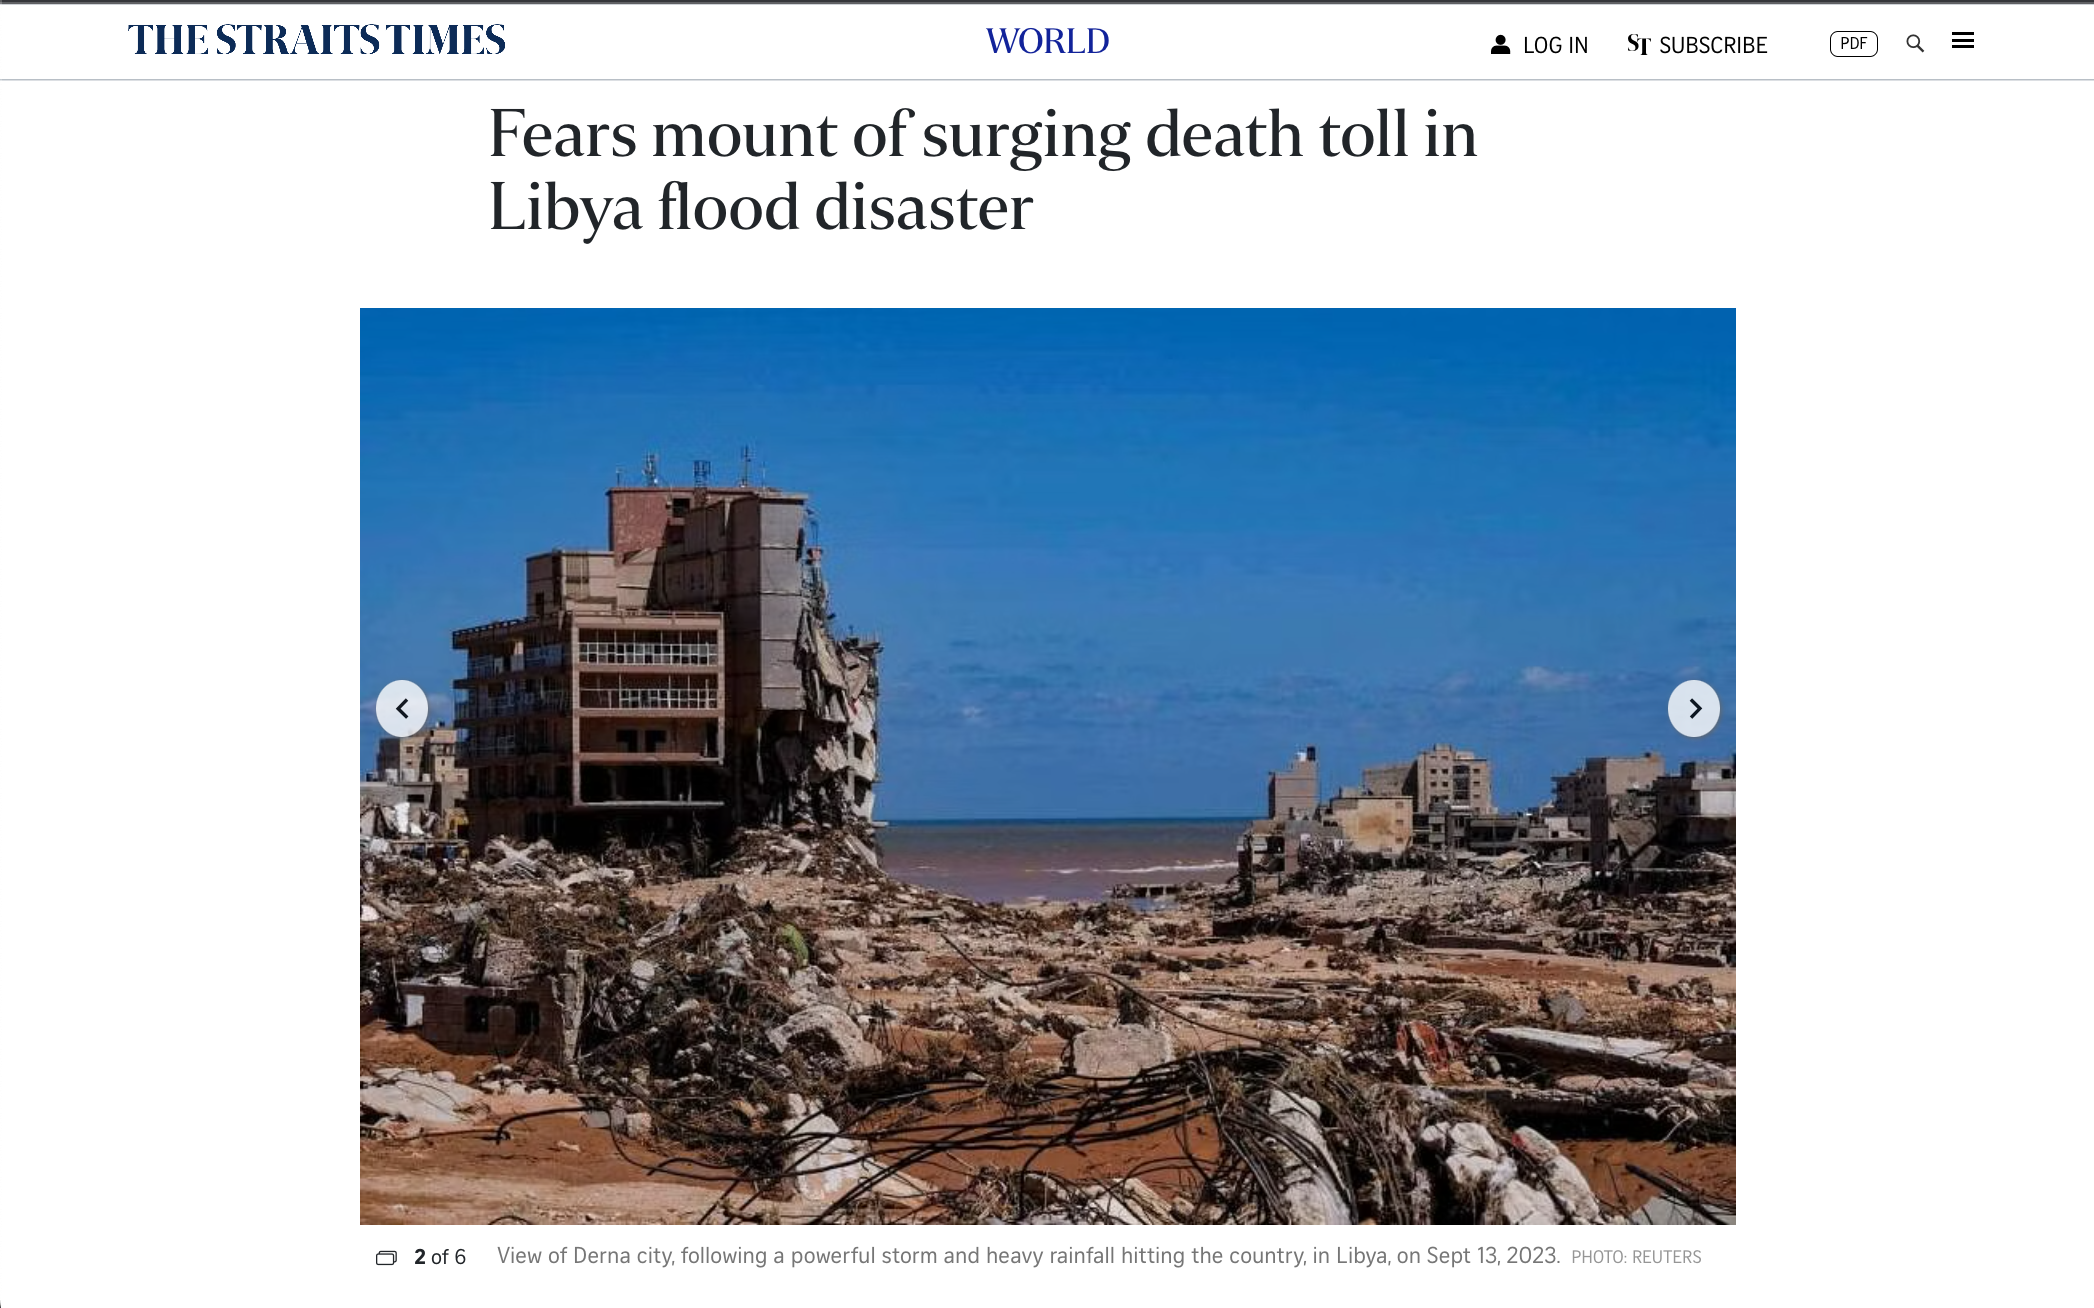 THE STRAITS TIMES
WORLD
LOG IN
ST SUBSCRIBE
PDF
Fears mount of surging death toll in
Libya flood disaster
2 of 6 View of Derna city, following a powerful storm and heavy rainfall hitting the country, in Libya, on Sept 13, 2023. PHOTO: REUTERS